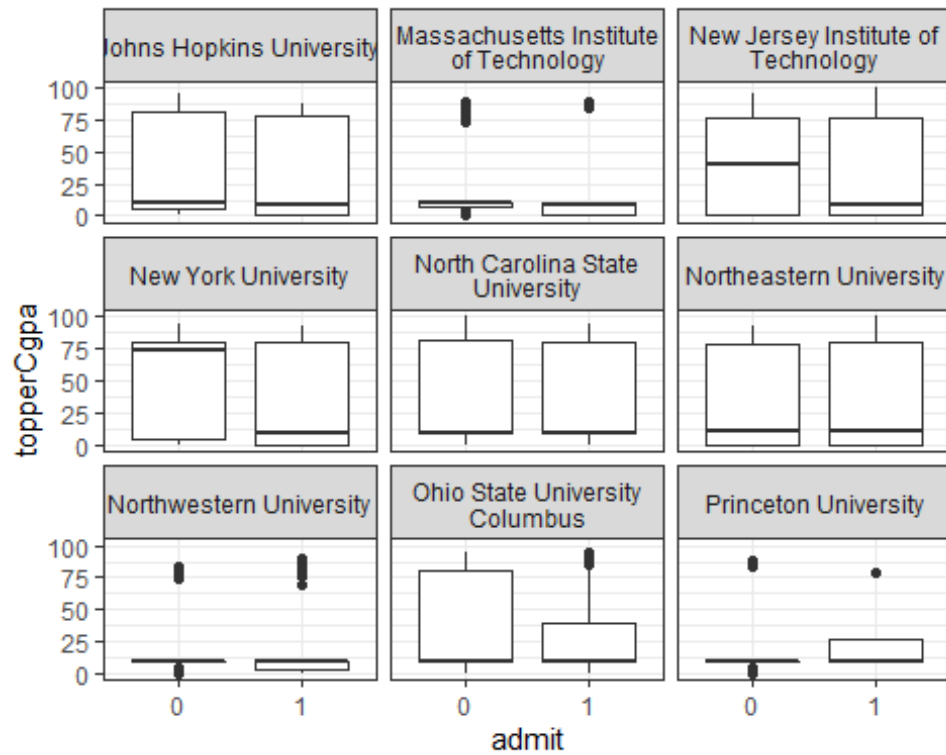 Johns Hopkins University
Massachusetts Institute
of Technology
New Jersey Institute of
Technology
100
75
50
25
0
New York University
North Carolina State
University
Northeastern University
100
75
50
25
0
topperCgpa
Northwestern University
Ohio State University
Columbus
Princeton University
100
75
50
25
0
0
1
0
1
0
1
admit